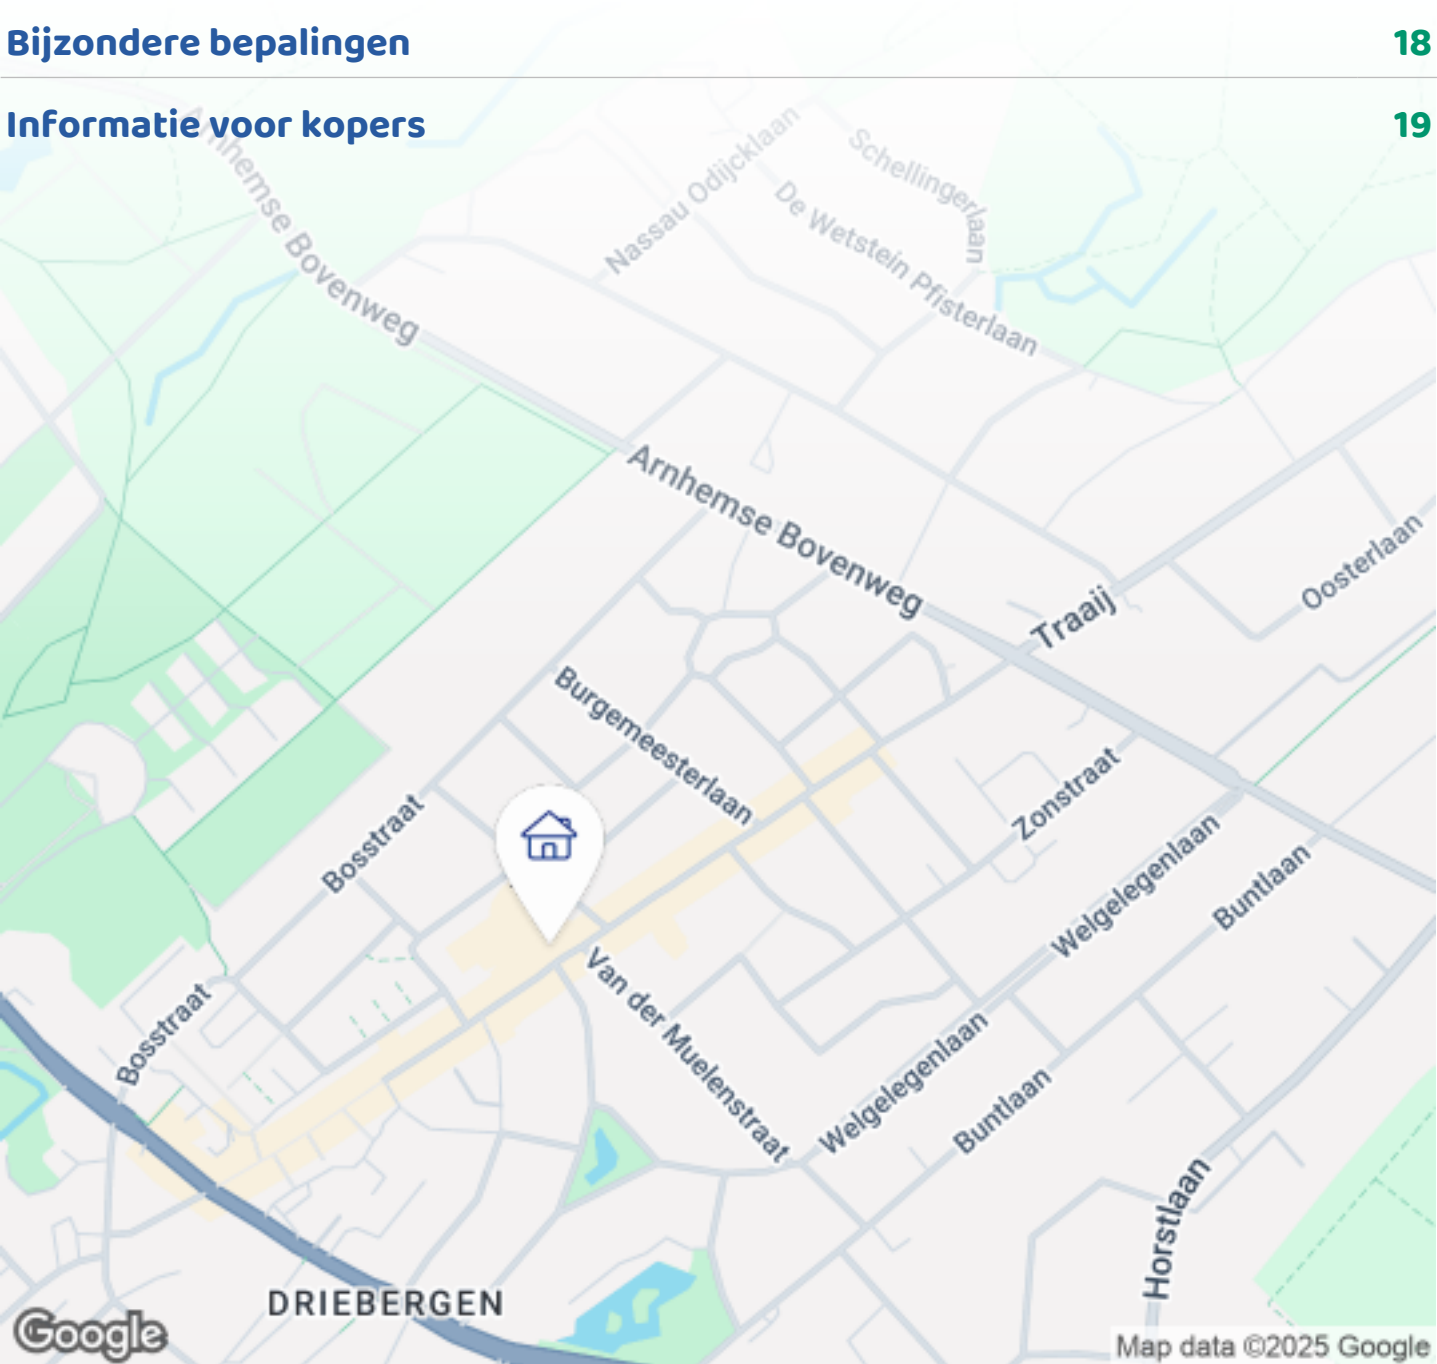 Bijzondere bepalingen 18
Informatie voor kopers 19
Arnhemse Bovenweg
Nassau Odijcklaan
Schellingerlaan
De Wetstein Pfisterlaan
Arnhemse Bovenweg
Traaij
Oosterlaan
Burgemeesterlaan
Bosstraat
Zonstraat
Welgelegenlaan
Buntlaan
Bosstraat
Van der Muelenstraat
Welgelegenlaan
Buntlaan
Horstlaan
DRIEBERGEN
Google
Map data ©2025 Google